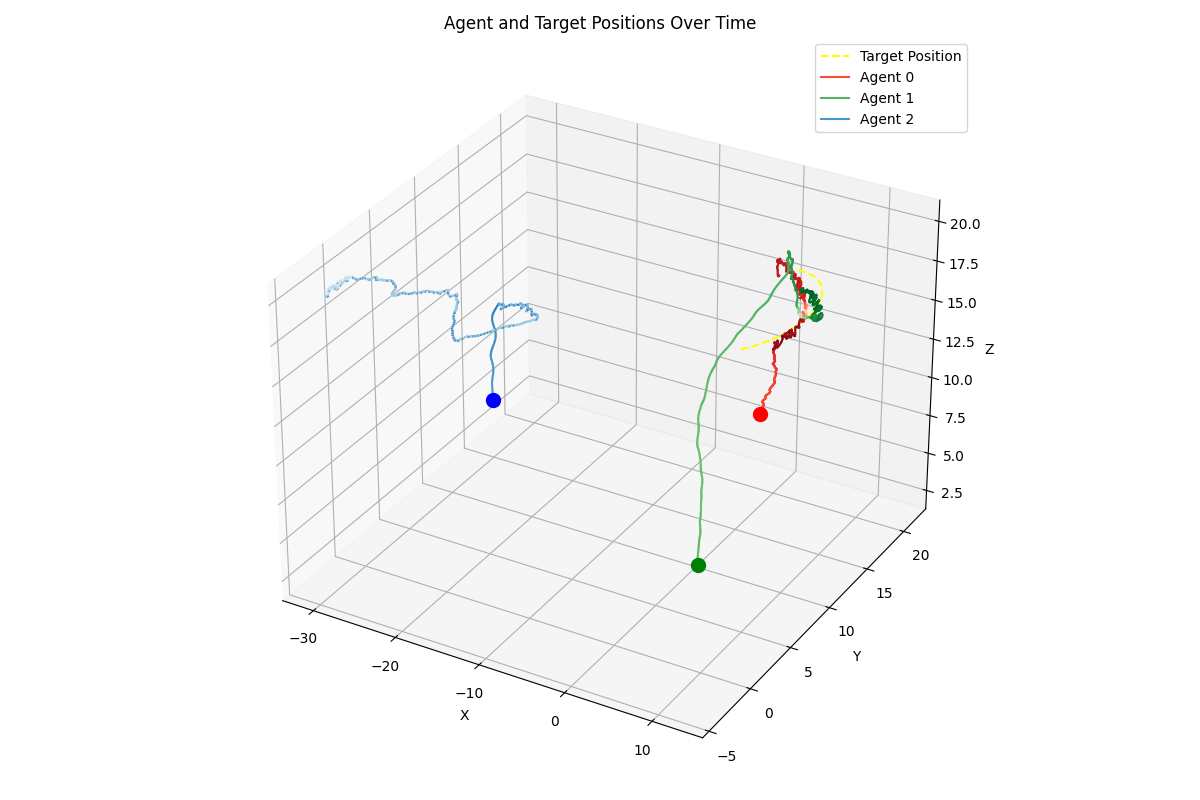 Agent and Target Positions Over Time
Target Position
Agent 0
Agent 1
Agent 2
20.0
17.5
15.0
12.5
10.0
7.5
5.0
2.5
Z
20
15
10
5
0
−5
Y
−30
−20
−10
0
10
X